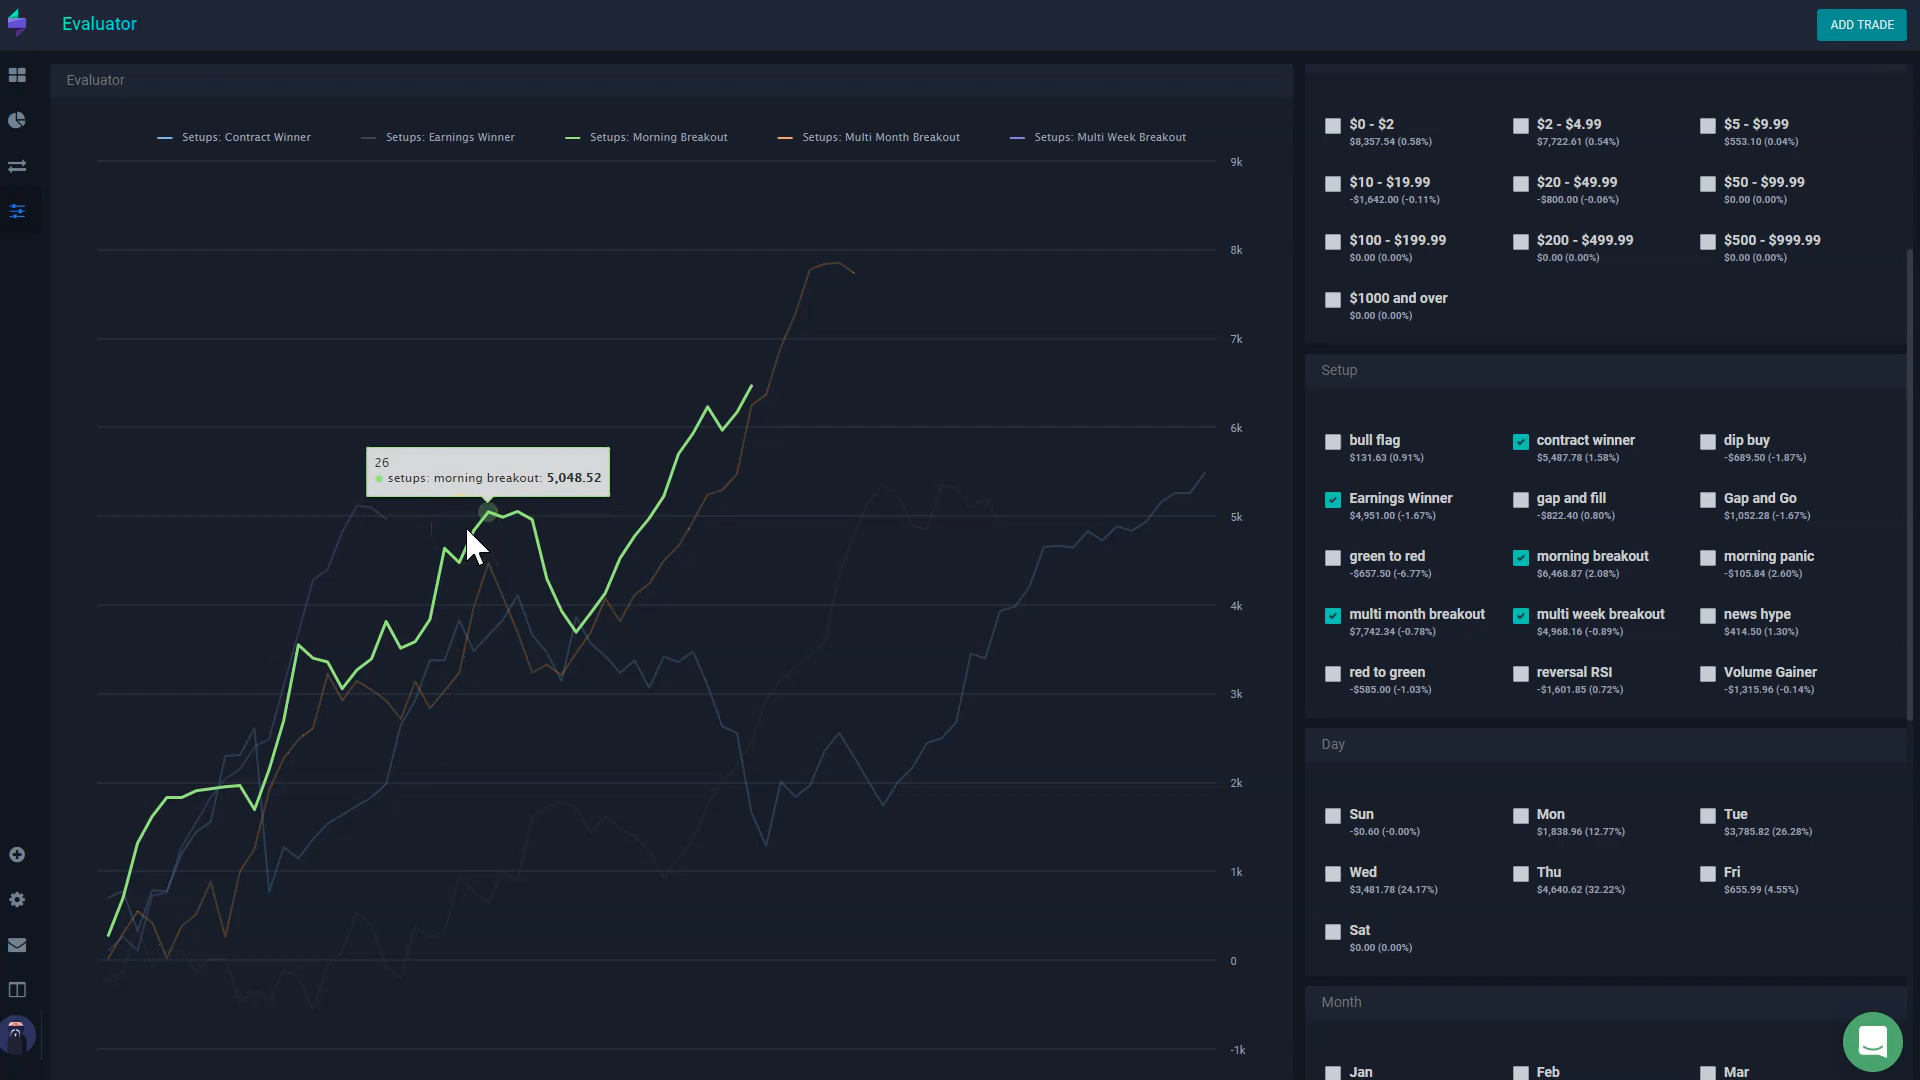 Evaluator
ADD TRADE
Evaluator
Setups: Contract Winner
Setups: Earnings Winner
Setups: Morning Breakout
Setups: Multi Month Breakout
Setups: Multi Week Breakout
9k
8k
7k
6k
5k
4k
3k
2k
1k
0
-1k
26
setups: morning breakout: 5,048.52
$0 - $2
$8,357.54 (0.58%)
$2 - $4.99
$7,722.61 (0.54%)
$5 - $9.99
$553.10 (0.04%)
$10 - $19.99
-$1,642.00 (-0.11%)
$20 - $49.99
-$800.00 (-0.06%)
$50 - $99.99
$0.00 (0.00%)
$100 - $199.99
$0.00 (0.00%)
$200 - $499.99
$0.00 (0.00%)
$500 - $999.99
$0.00 (0.00%)
$1000 and over
$0.00 (0.00%)
Setup
bull flag
$131.63 (0.91%)
contract winner
$5,487.78 (1.58%)
dip buy
-$689.50 (-1.87%)
Earnings Winner
$4,951.00 (-1.67%)
gap and fill
-$822.40 (0.80%)
Gap and Go
$1,052.28 (-1.67%)
green to red
-$657.50 (-6.77%)
morning breakout
$6,468.87 (2.08%)
morning panic
-$105.84 (2.60%)
multi month breakout
$7,742.34 (-0.78%)
multi week breakout
$4,968.16 (-0.89%)
news hype
$414.50 (1.30%)
red to green
-$585.00 (-1.03%)
reversal RSI
-$1,601.85 (0.72%)
Volume Gainer
-$1,315.96 (-0.14%)
Day
Sun
-$0.60 (-0.00%)
Mon
$1,838.96 (12.77%)
Tue
$3,785.82 (26.28%)
Wed
$3,481.78 (24.17%)
Thu
$4,640.62 (32.22%)
Fri
$655.99 (4.55%)
Sat
$0.00 (0.00%)
Month
Jan
Feb
Mar